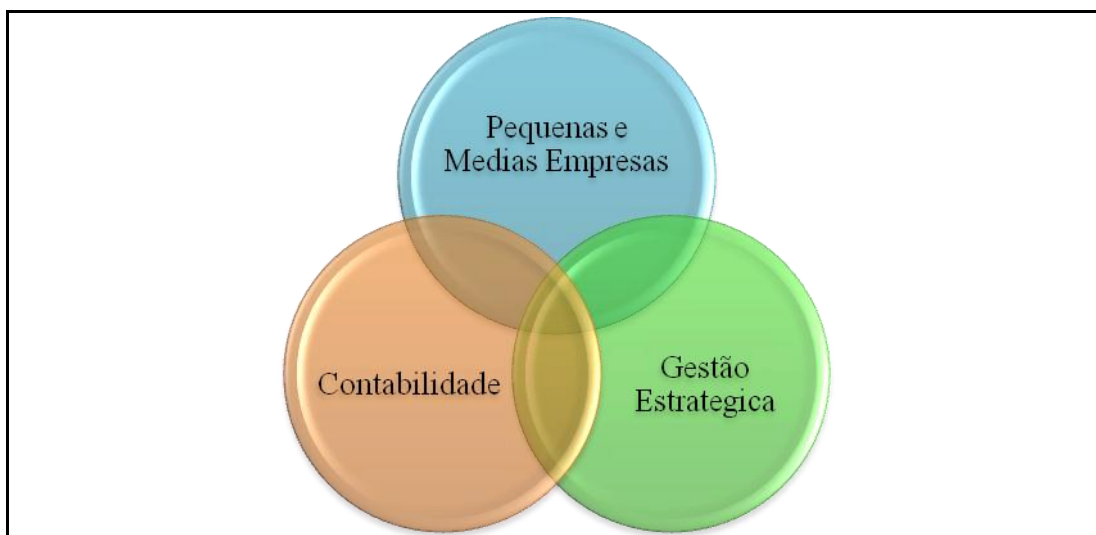 Pequenas e
Medias Empresas
Contabilidade
Gestão
Estrategica